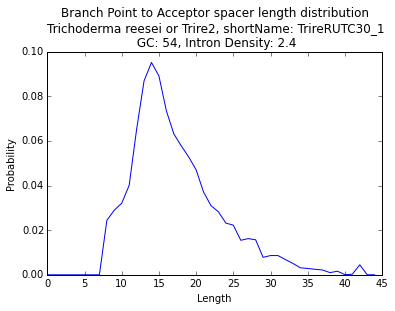 Branch Point to Acceptor spacer length distribution
Trichoderma reesei or Trire2, shortName: TrireRUTC30_1
GC: 54, Intron Density: 2.4
0.10
0.08
0.06
0.04
0.02
0.00
Probability
0 5 10 15 20 25 30 35 40 45
Length